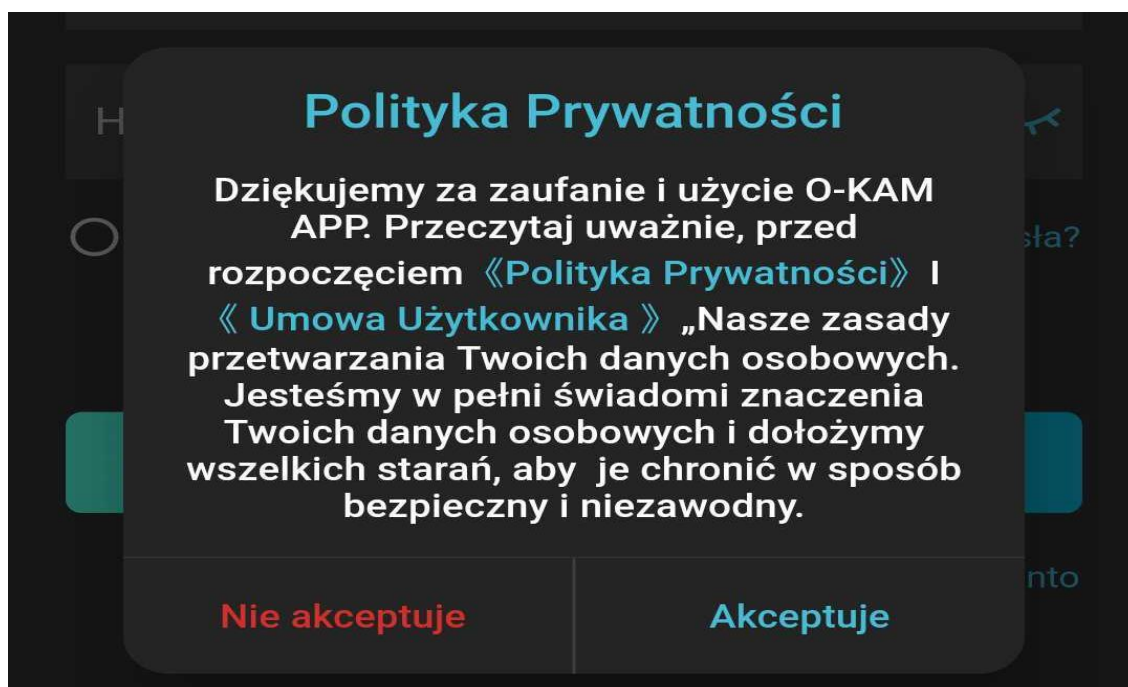 Polityka Prywatności
H
Dziękujemy za zaufanie i użycie O-KAM
APP. Przeczytaj uważnie, przed
sła?
rozpoczęciem 《Polityka Prywatności》 I
《 Umowa Użytkownika 》 „Nasze zasady
przetwarzania Twoich danych osobowych.
Jesteśmy w pełni świadomi znaczenia
Twoich danych osobowych i dołożymy
wszelkich starań, aby  je chronić w sposób
bezpieczny i niezawodny.
nto
Nie akceptuje
Akceptuje